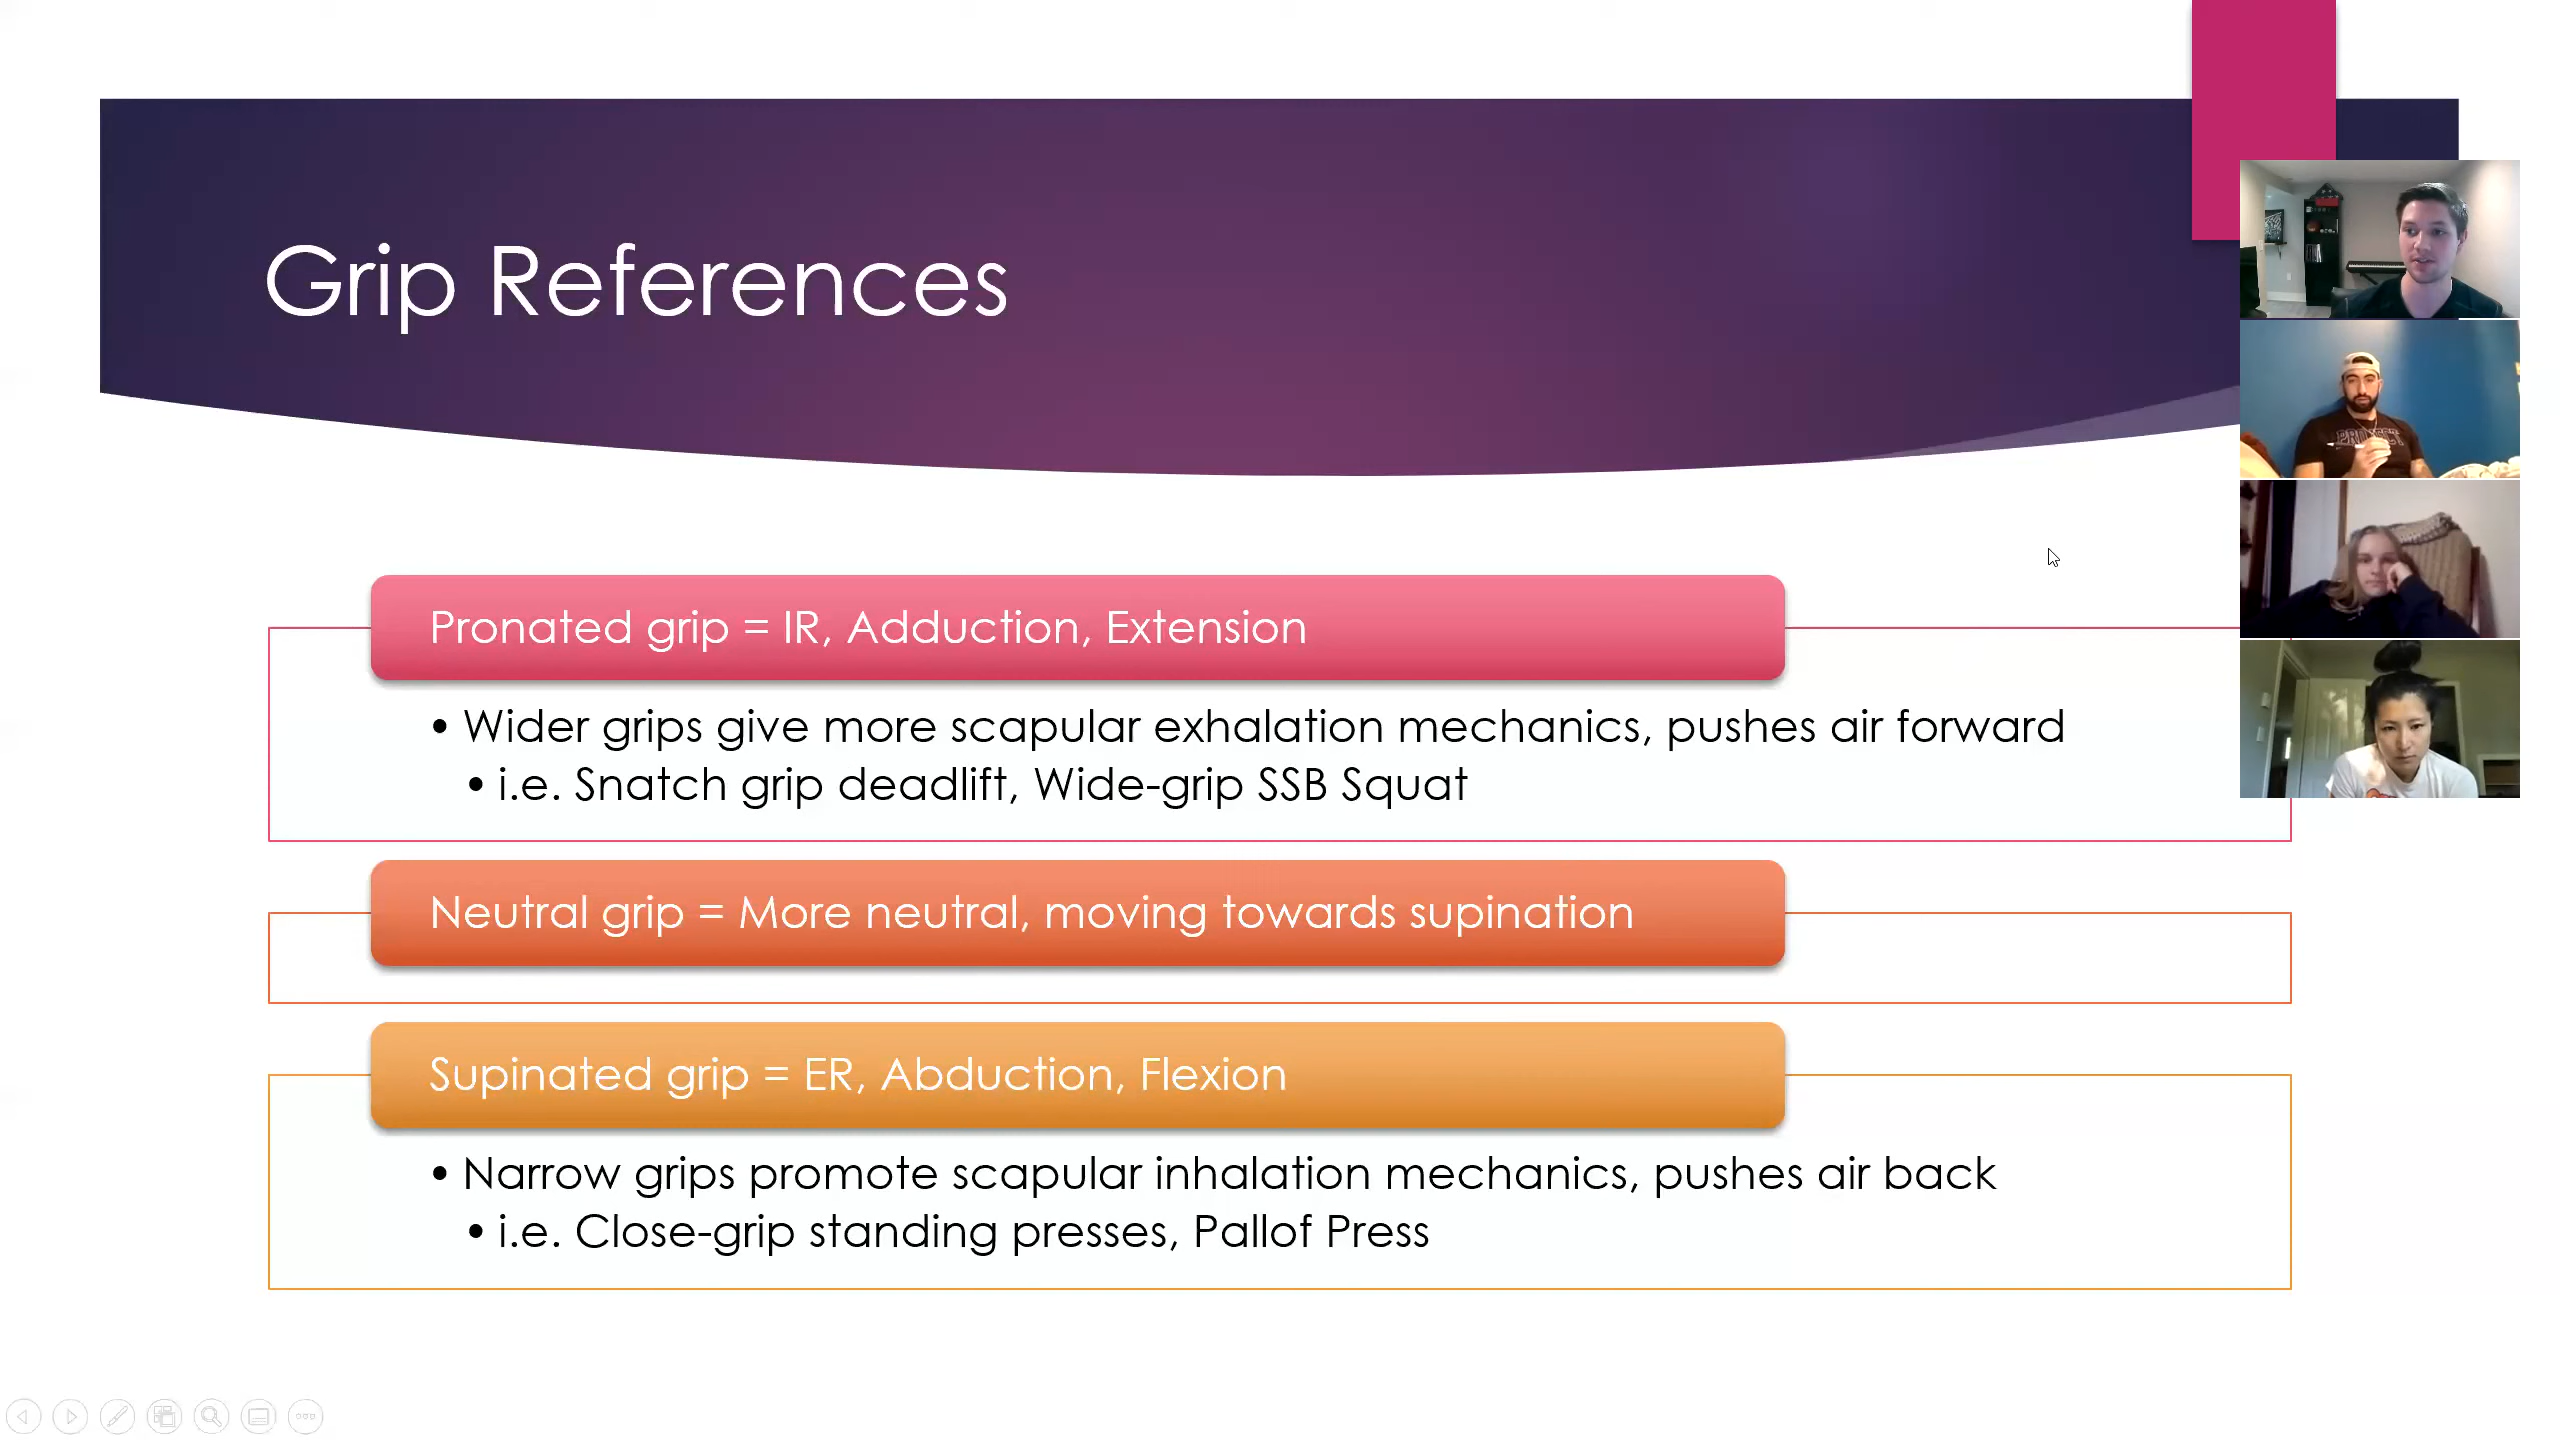 Grip References
Pronated grip = IR, Adduction, Extension
• Wider grips give more scapular exhalation mechanics, pushes air forward
• i.e. Snatch grip deadlift, Wide-grip SSB Squat
Neutral grip = More neutral, moving towards supination
Supinated grip = ER, Abduction, Flexion
• Narrow grips promote scapular inhalation mechanics, pushes air back
• i.e. Close-grip standing presses, Pallof Press